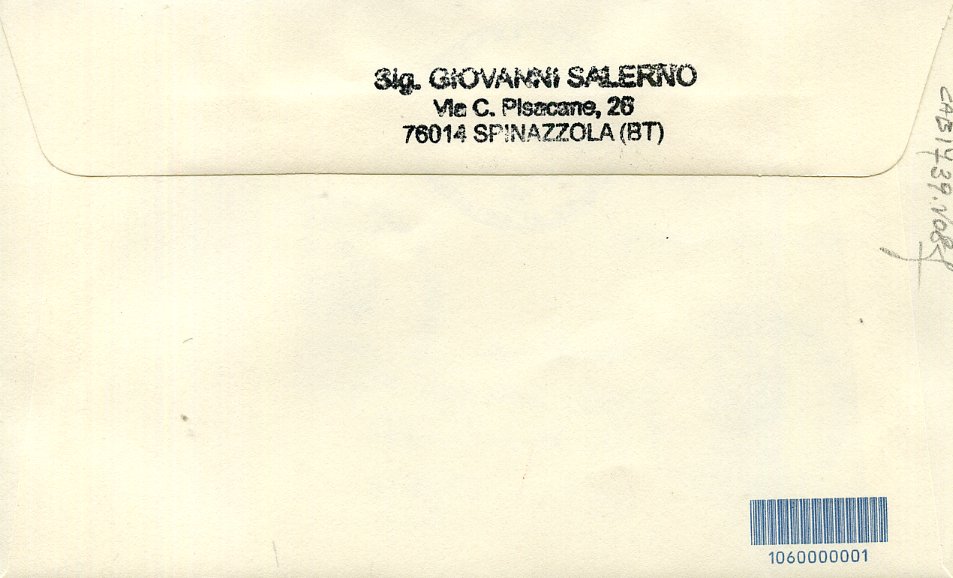 Sig. GIOVANNI SALERNO
Via C. Pisacane, 26
76014 SPINAZZOLA (BT)
1060000001